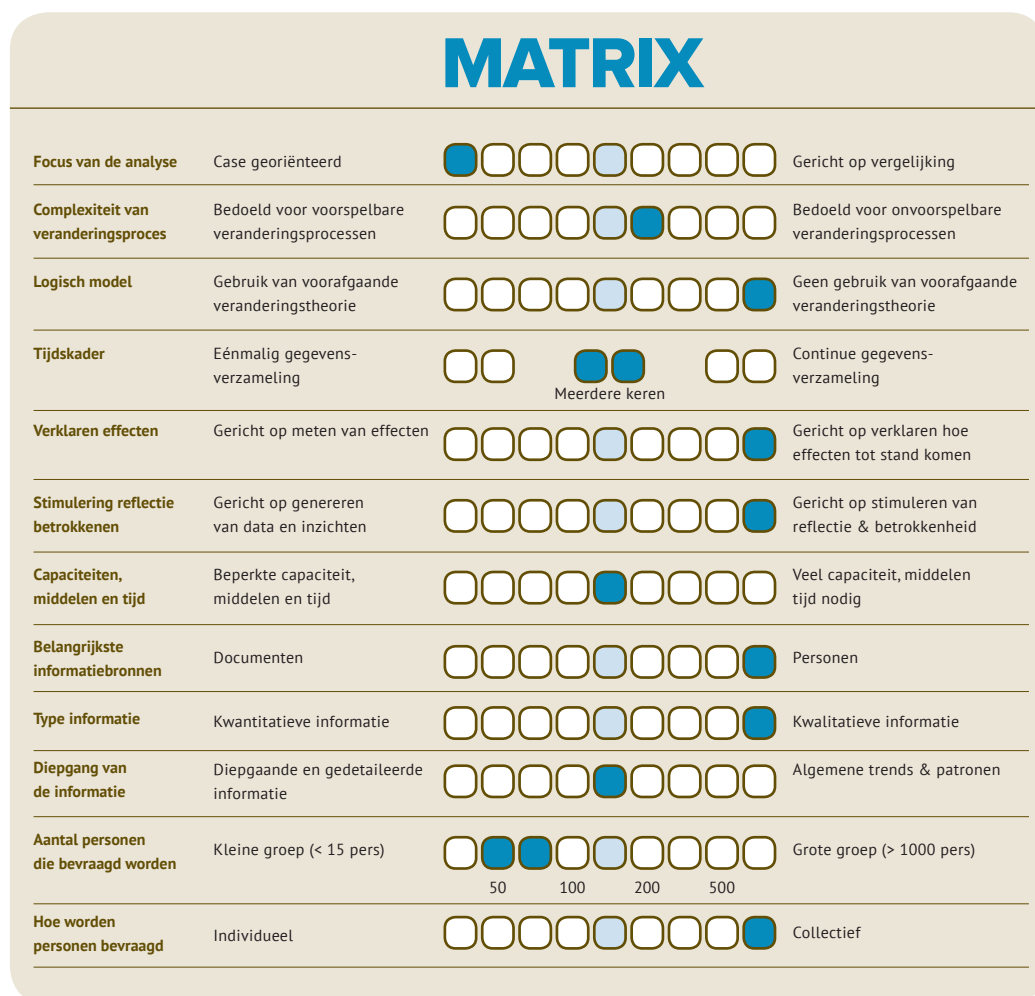 MATRIX
Focus van de analyse
Case georiënteerd
Gericht op vergelijking
Complexiteit van
veranderingsproces
Bedoeld voor voorspelbare
veranderingsprocessen
Bedoeld voor onvoorspelbare
veranderingsprocessen
Logisch model
Gebruik van voorafgaande
veranderingstheorie
Geen gebruik van voorafgaande
veranderingstheorie
Tijdskader
Eénmalig gegevens-
verzameling
Meerdere keren
Continue gegevens-
verzameling
Verklaren effecten
Gericht op meten van effecten
Gericht op verklaren hoe
effecten tot stand komen
Stimulering reflectie
betrokkenen
Gericht op genereren
van data en inzichten
Gericht op stimuleren van
reflectie & betrokkenheid
Capaciteiten,
middelen en tijd
Beperkte capaciteit,
middelen en tijd
Veel capaciteit, middelen
tijd nodig
Belangrijkste
informatiebronnen
Documenten
Personen
Type informatie
Kwantitatieve informatie
Kwalitatieve informatie
Diepgang van
de informatie
Diepgaande en gedetaileerde
informatie
Algemene trends & patronen
Aantal personen
die bevraagd worden
Kleine groep (< 15 pers)
50 100 200 500
Grote groep (> 1000 pers)
Hoe worden
personen bevraagd
Individueel
Collectief